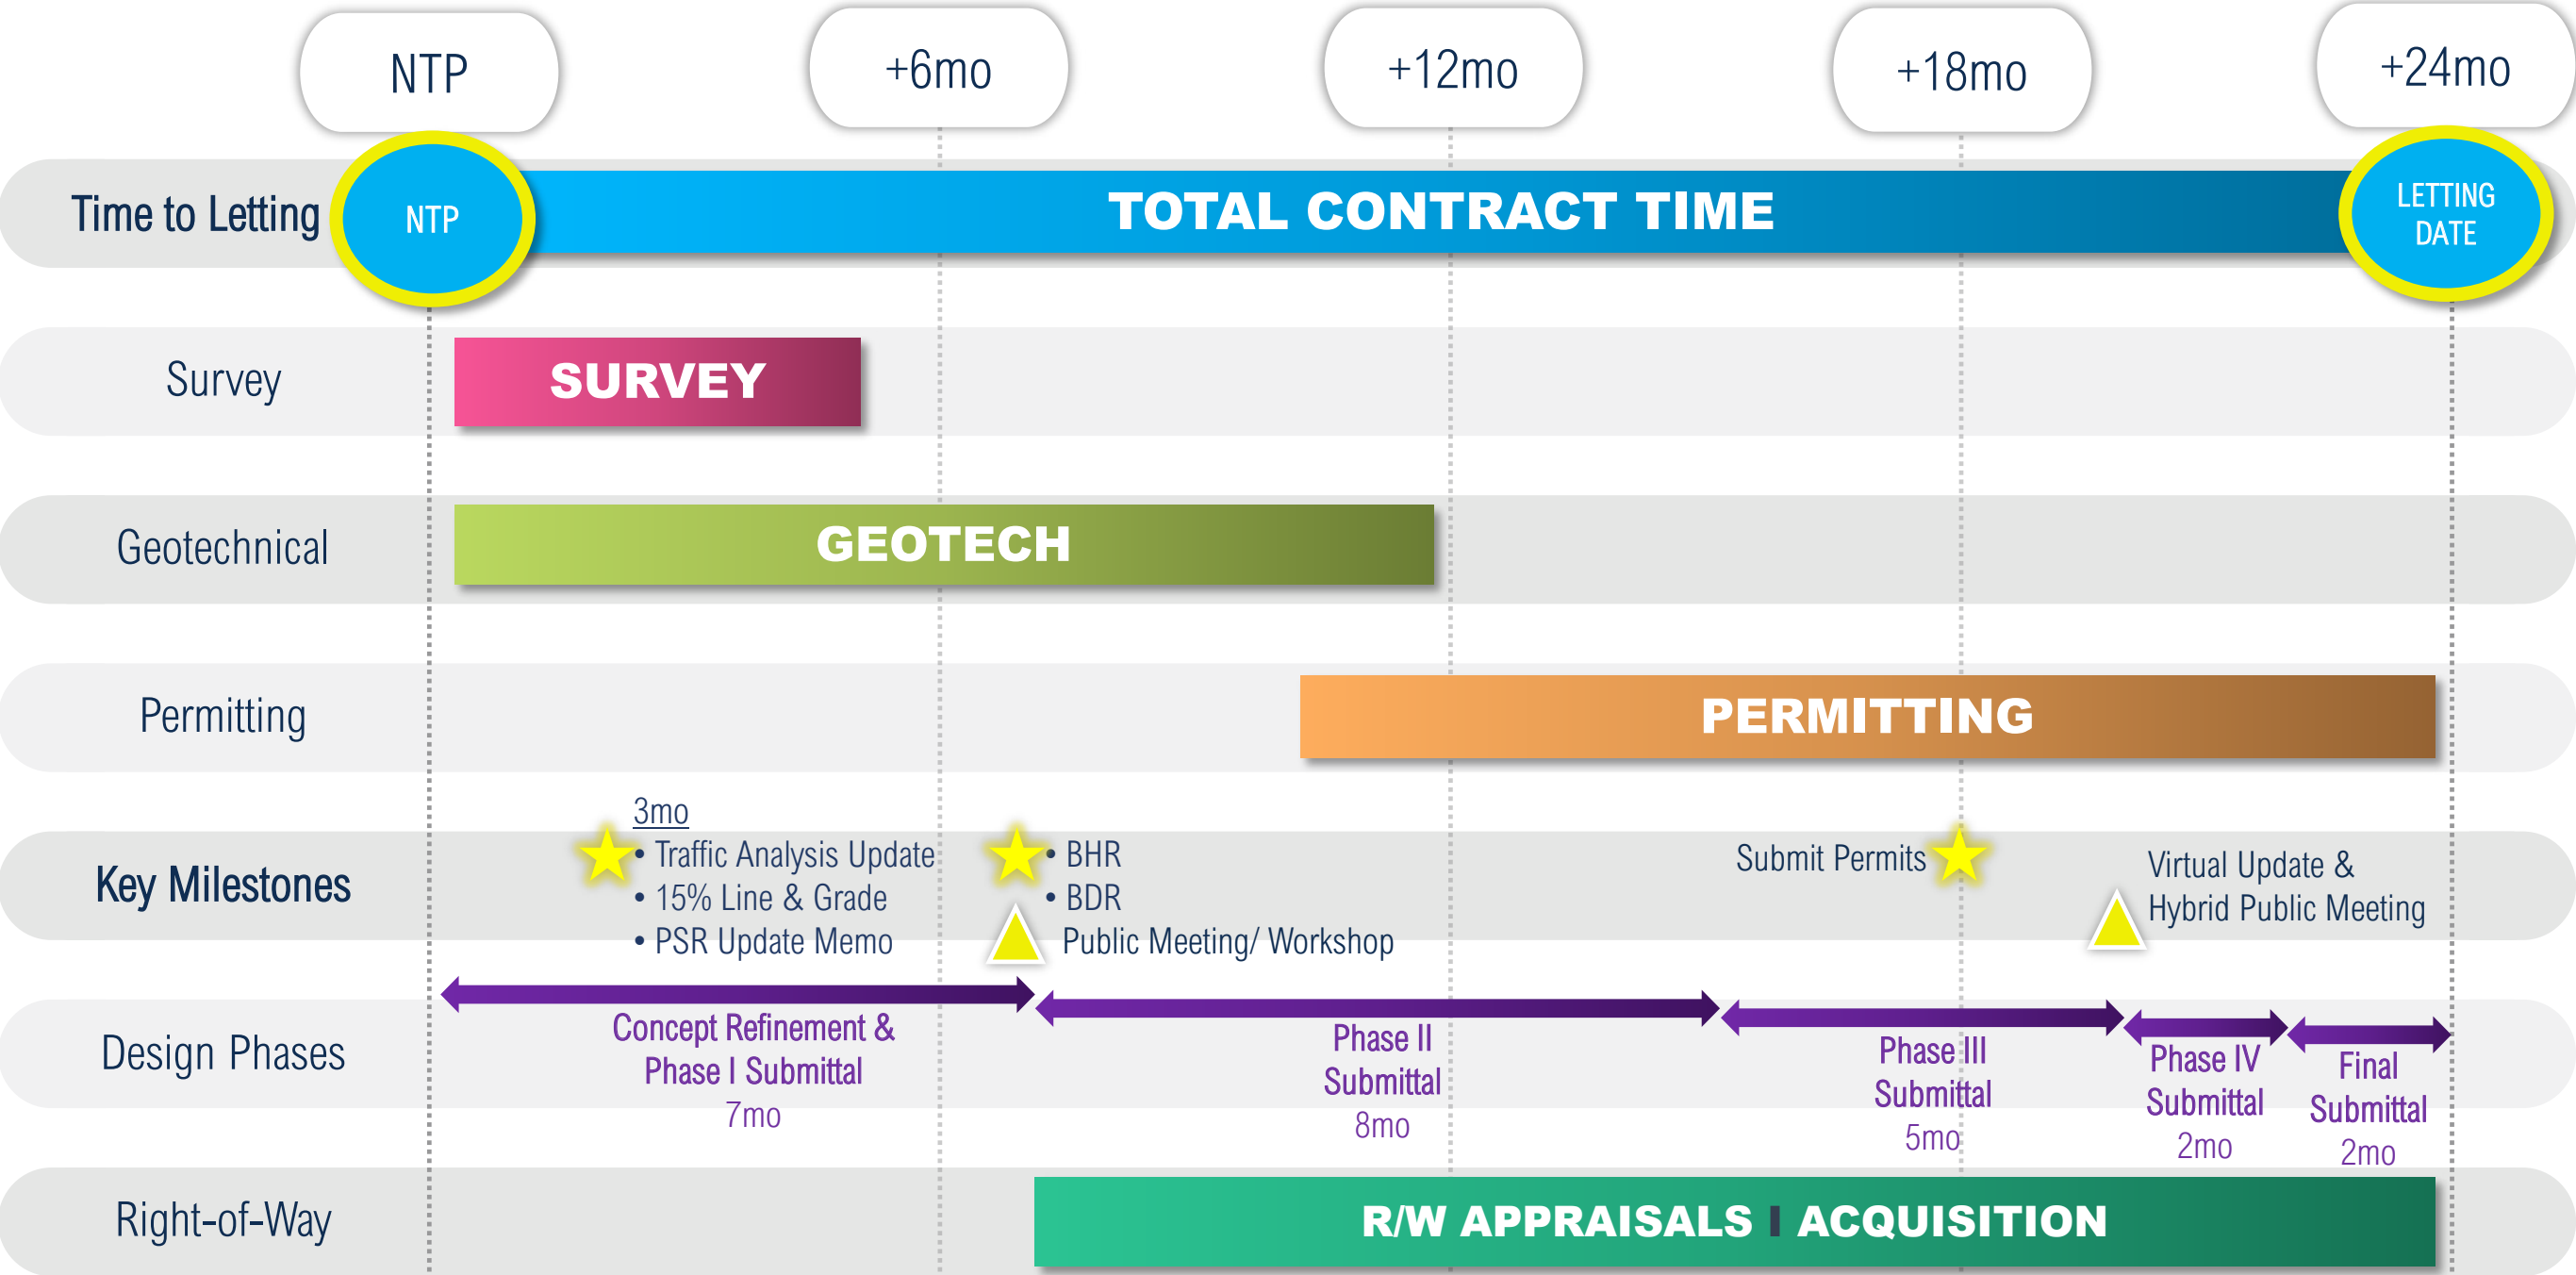 NTP
+6mo
+12mo
+18mo
+24mo
Time to Letting
NTP
TOTAL CONTRACT TIME
LETTING
DATE
Survey
SURVEY
Geotechnical
GEOTECH
Permitting
PERMITTING
Key Milestones
3mo
• Traffic Analysis Update
• 15% Line & Grade
• PSR Update Memo
• BHR
• BDR
Public Meeting/ Workshop
Submit Permits
Virtual Update &
Hybrid Public Meeting
Design Phases
Concept Refinement &
Phase I Submittal
7mo
Phase II
Submittal
8mo
Phase III
Submittal
5mo
Phase IV
Submittal
2mo
Final
Submittal
2mo
Right-of-Way
R/W APPRAISALS I ACQUISITION